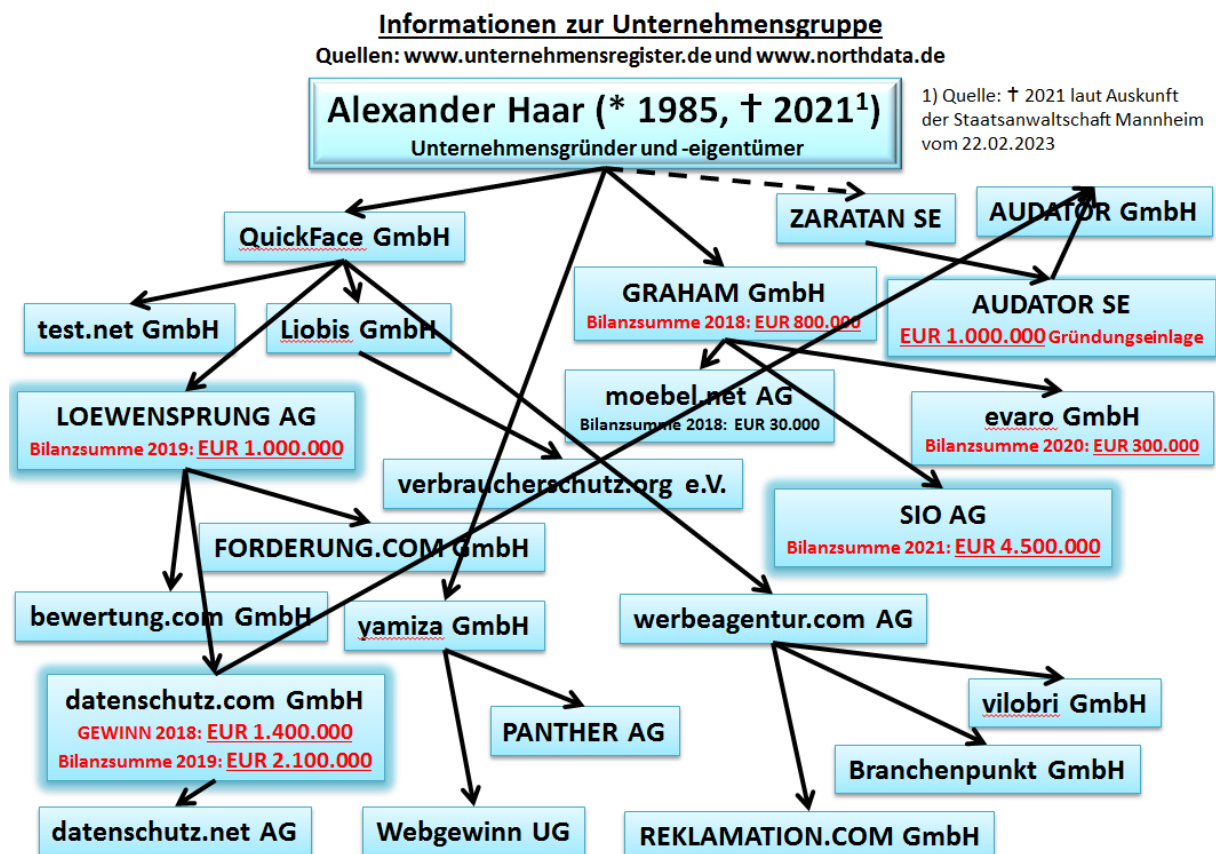 Informationen zur Unternehmensgruppe
Quellen: www.unternehmensregister.de und www.northdata.de
Alexander Haar (* 1985, † 2021¹)
Unternehmensgründer und -eigentümer
1) Quelle: † 2021 laut Auskunft
der Staatsanwaltschaft Mannheim
vom 22.02.2023
QuickFace GmbH
ZARATAN SE
AUDATOR GmbH
test.net GmbH
Liobis GmbH
GRAHAM GmbH
Bilanzsumme 2018: EUR 800.000
AUDATOR SE
EUR 1.000.000 Gründungseinlage
LOEWENSPRUNG AG
Bilanzsumme 2019: EUR 1.000.000
moebel.net AG
Bilanzsumme 2018: EUR 30.000
evaro GmbH
Bilanzsumme 2020: EUR 300.000
verbraucherschutz.org e.V.
SIO AG
Bilanzsumme 2021: EUR 4.500.000
FORDERUNG.COM GmbH
bewertung.com GmbH
yamiza GmbH
werbeagentur.com AG
datenschutz.com GmbH
GEWINN 2018: EUR 1.400.000
Bilanzsumme 2019: EUR 2.100.000
PANTHER AG
vilobri GmbH
Branchenpunkt GmbH
datenschutz.net AG
Webgewinn UG
REKLAMATION.COM GmbH